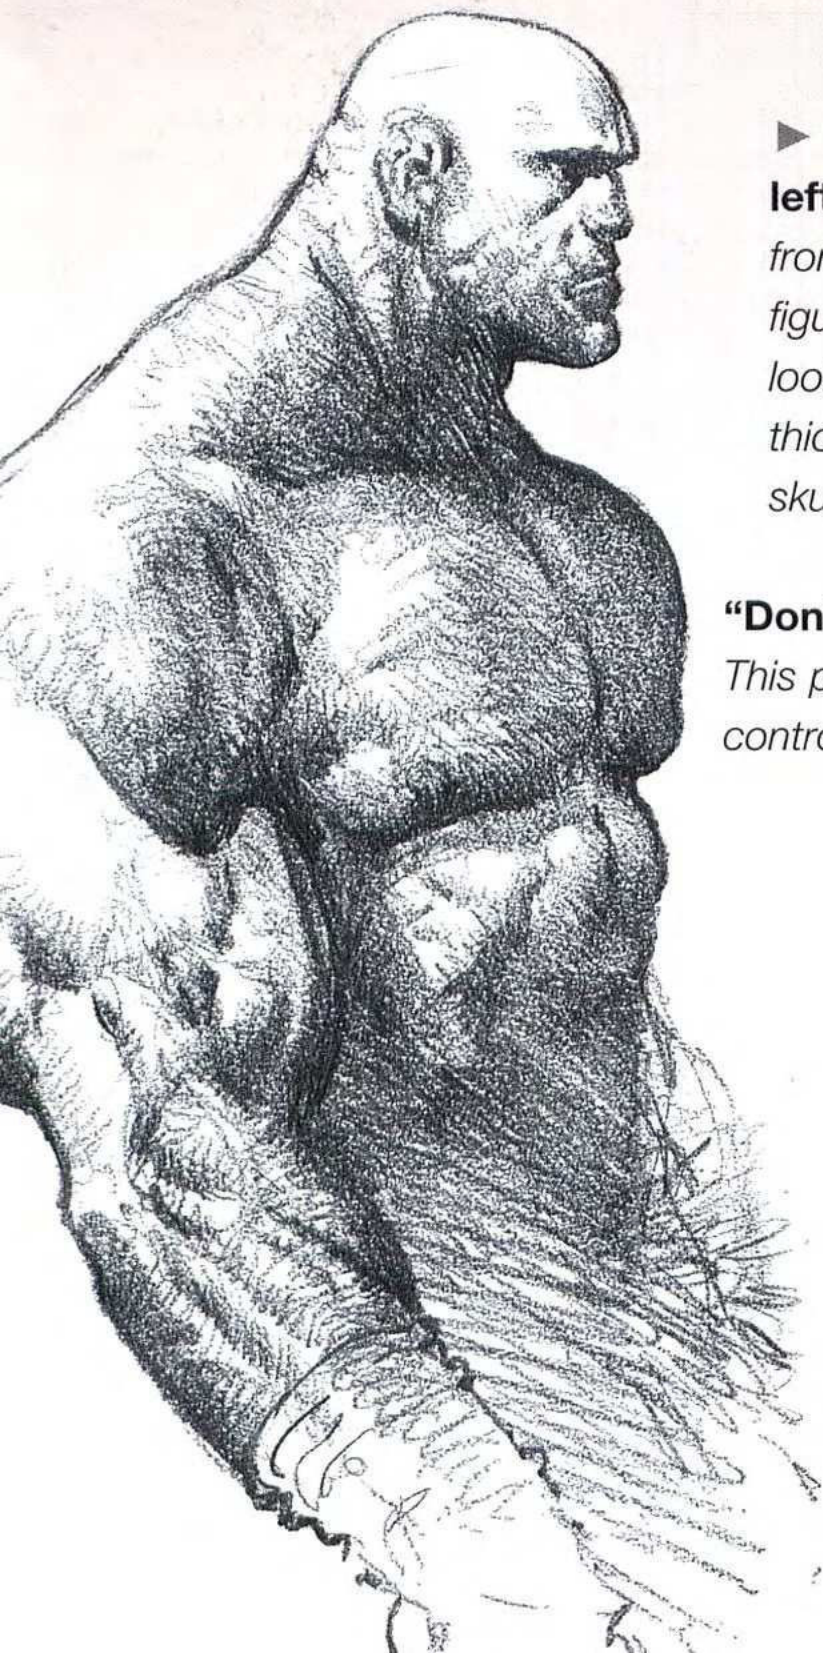 left
from
figu
loo
thic
sku
“Don’
This p
contro